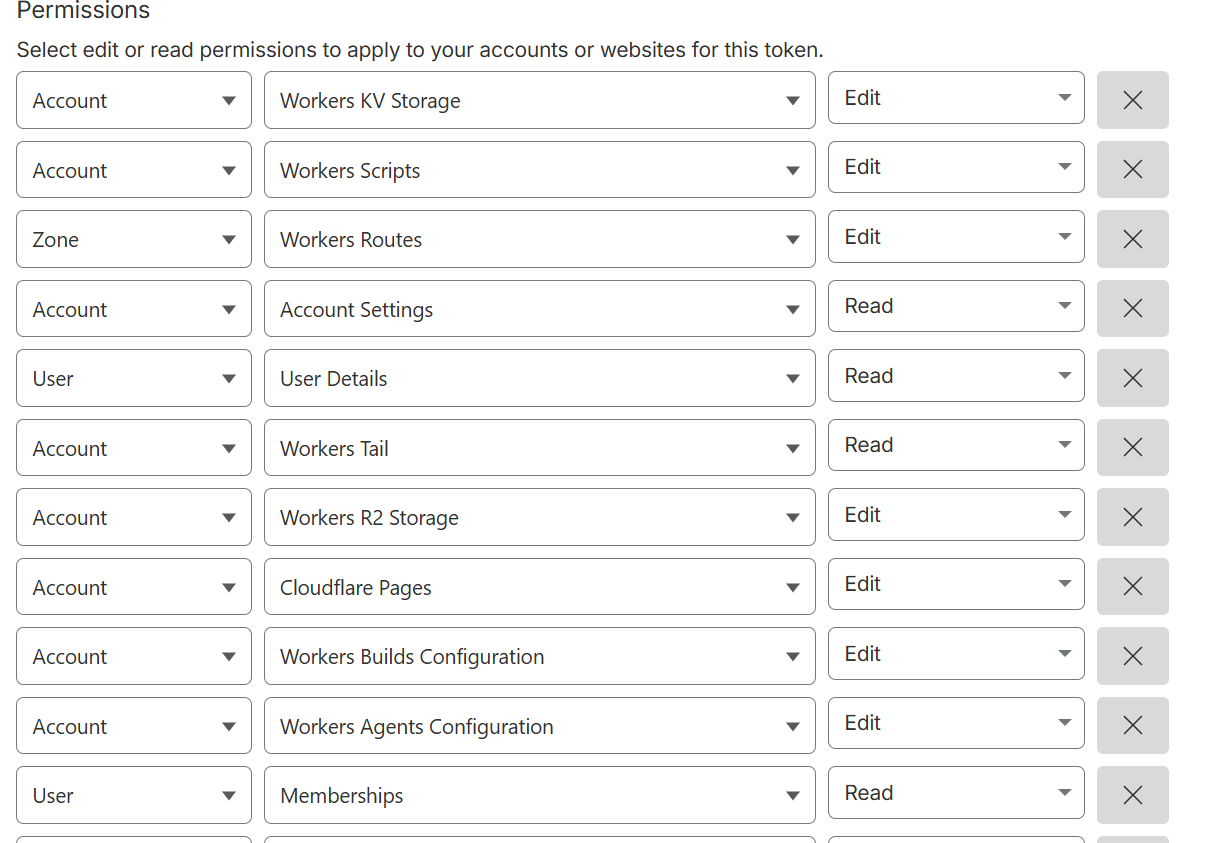 Permissions
Select edit or read permissions to apply to your accounts or websites for this token.
Account Workers KV Storage Edit
Account Workers Scripts Edit
Zone Workers Routes Edit
Account Account Settings Read
User User Details Read
Account Workers Tail Read
Account Workers R2 Storage Edit
Account Cloudflare Pages Edit
Account Workers Builds Configuration Edit
Account Workers Agents Configuration Edit
User Memberships Read